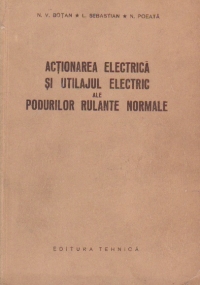 N. V. BOȚAN ★ L. SEBASTIAN ★ N. POEATĂ
ACȚIONAREA ELECTRICĂ
ȘI UTILAJUL ELECTRIC
ALE
PODURILOR RULANTE NORMALE
EDITURA TEHNICĂ